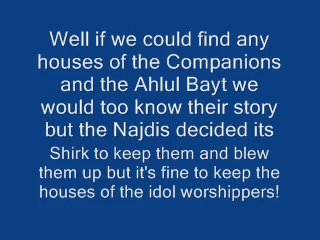 Well if we could find any
houses of the Companions
and the Ahlul Bayt we
would too know their story
but the Najdis decided its
Shirk to keep them and blew
them up but it's fine to keep the
houses of the idol worshippers!